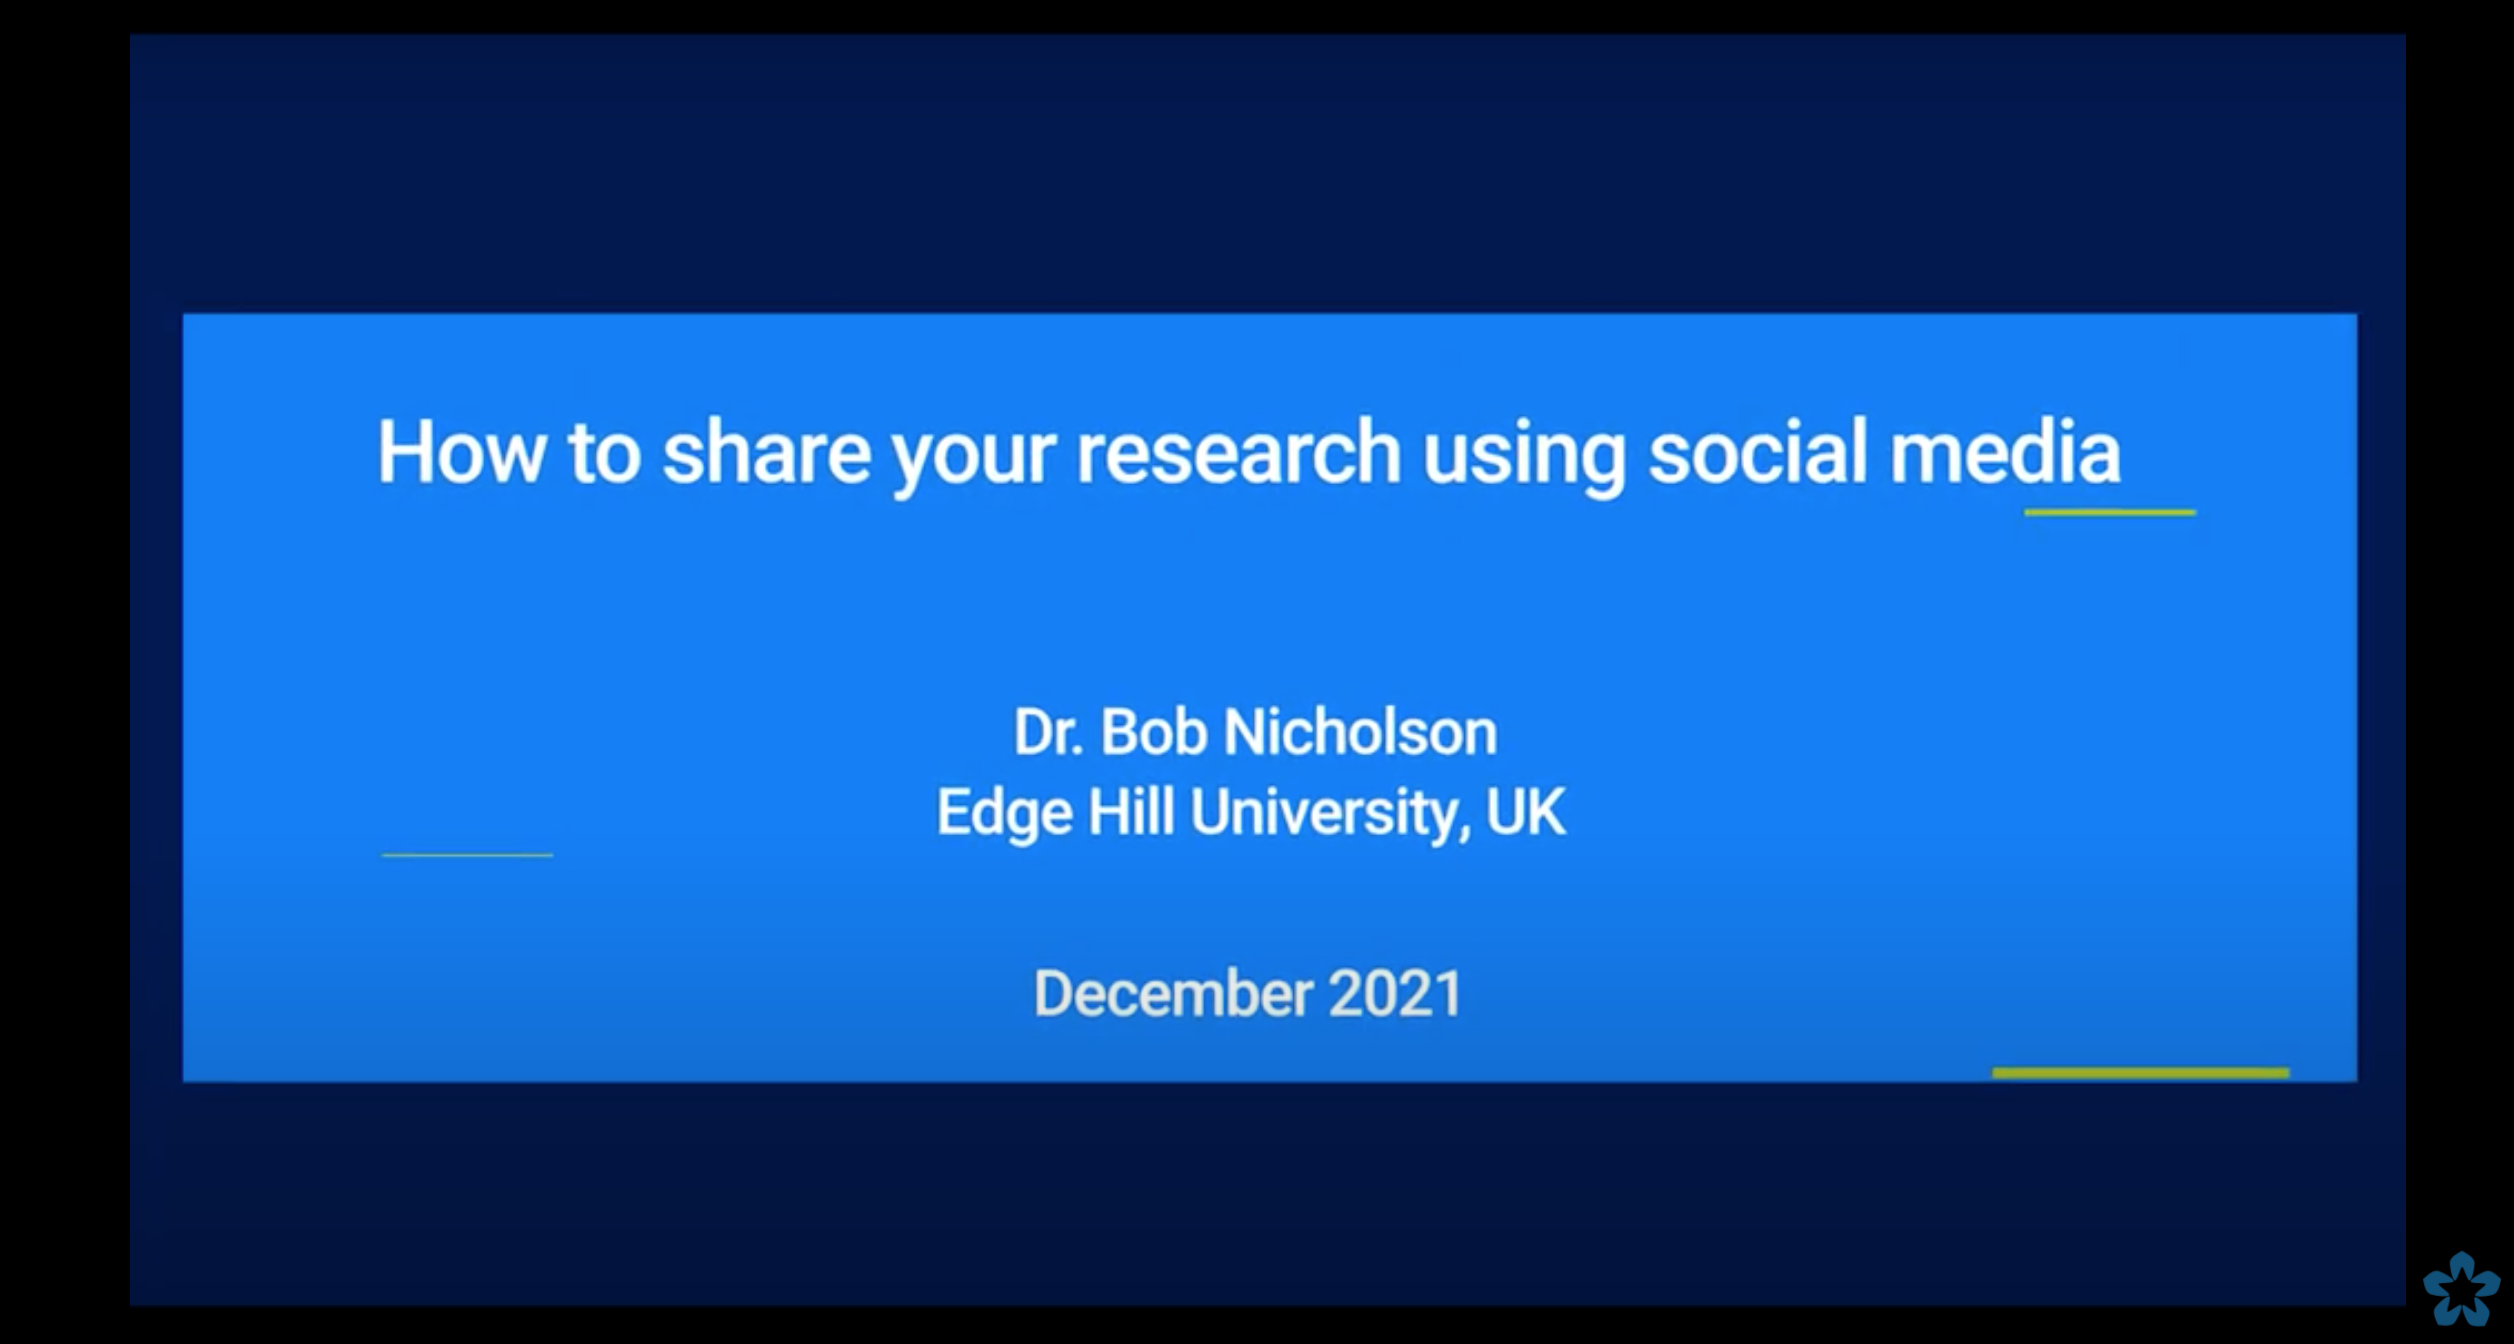 How to share your research using social media
Dr. Bob Nicholson
Edge Hill University, UK
December 2021